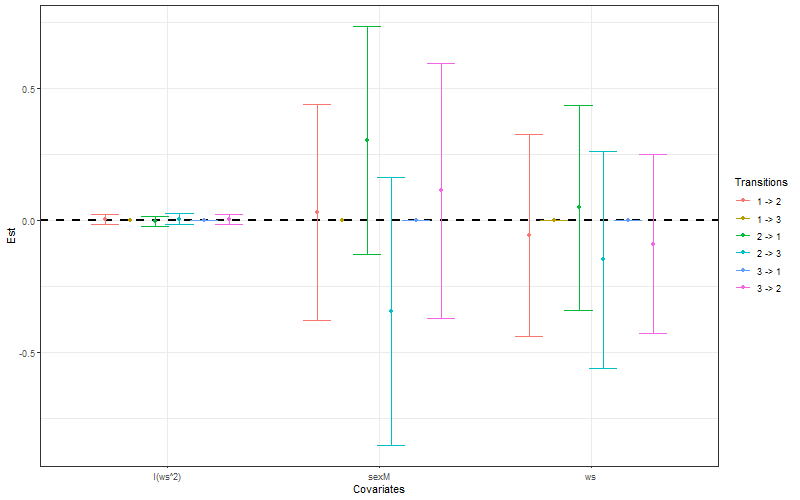 Est
0.5
0.0
-0.5
I(ws^2)
sexM
ws
Covariates
Transitions
1 -> 2
1 -> 3
2 -> 1
2 -> 3
3 -> 1
3 -> 2